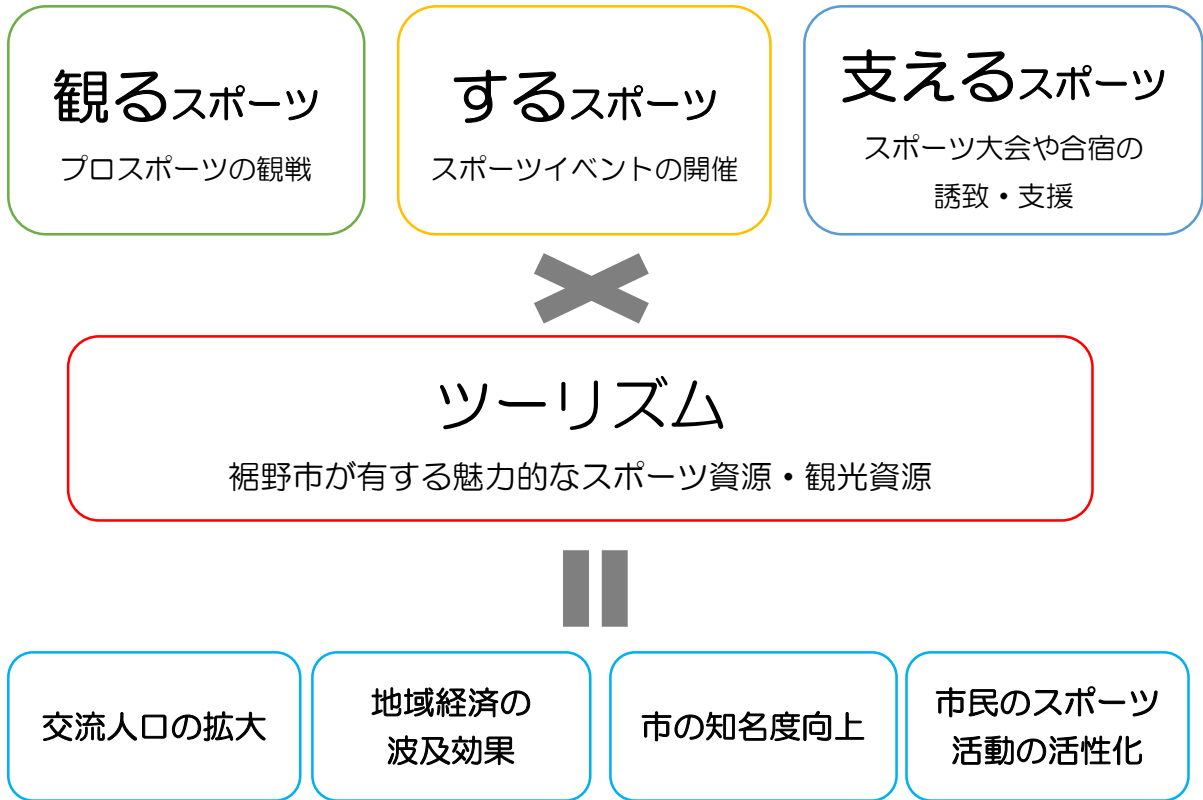 観るスポーツ
プロスポーツの観戦
するスポーツ
スポーツイベントの開催
支えるスポーツ
スポーツ大会や合宿の
誘致・支援
ツーリズム
裾野市が有する魅力的なスポーツ資源・観光資源
交流人口の拡大
地域経済の
波及効果
市の知名度向上
市民のスポーツ
活動の活性化